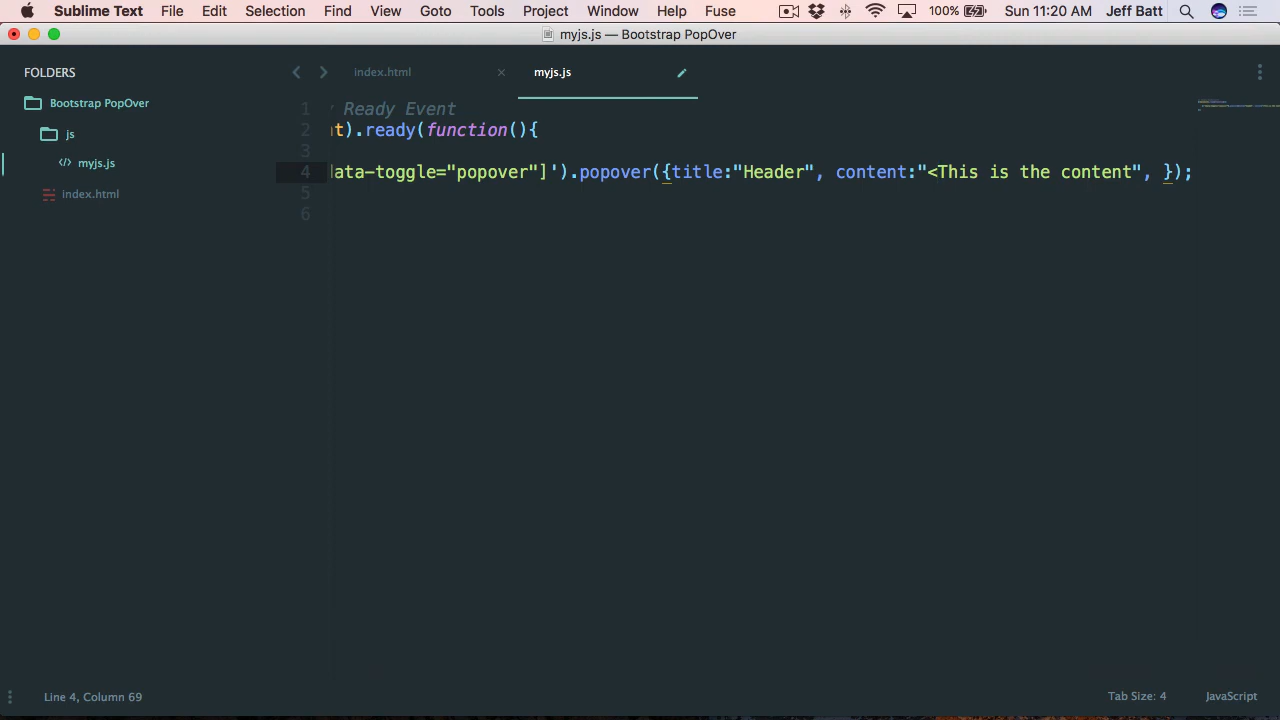 Sublime Text File Edit Selection Find View Goto Tools Project Window Help Fuse 100% Sun 11:20 AM Jeff Batt
myjs.js — Bootstrap PopOver
FOLDERS
Bootstrap PopOver
js
myjs.js
index.html
index.html × myjs.js
1 Ready Event
2 t).ready(function(){
3
4 ata-toggle="popover"]').popover({title:"Header", content:"<This is the content", });
5
6
Line 4, Column 69 Tab Size: 4 JavaScript